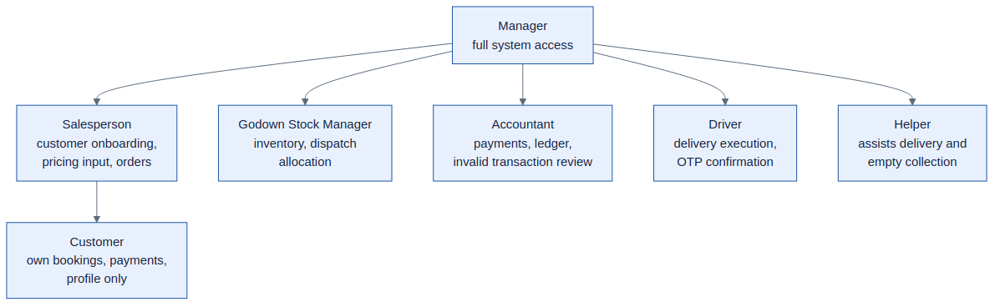 Manager
full system access
Salesperson
customer onboarding,
pricing input, orders
Godown Stock Manager
inventory, dispatch
allocation
Accountant
payments, ledger,
invalid transaction review
Driver
delivery execution,
OTP confirmation
Helper
assists delivery and
empty collection
Customer
own bookings, payments,
profile only